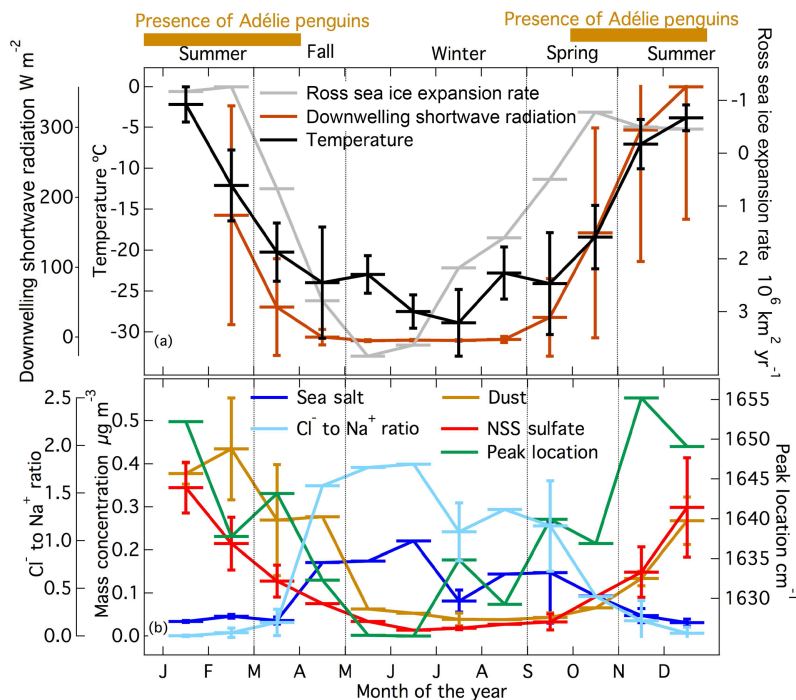 Presence of Adélie penguins
Presence of Adélie penguins
Summer
Fall
Winter
Spring
Summer
Downwelling shortwave radiation W m-2
300
200
100
0
Temperature ºC
0
-5
-10
-15
-20
-25
-30
Ross sea ice expansion rate
Downwelling shortwave radiation
Temperature
(a)
-1
0
1
2
3
Ross sea ice expansion rate 10^6 km^2 yr^-1
Cl- to Na+ ratio
2.5
2.0
1.5
1.0
0.5
0.0
Mass concentration µg m-3
0.5
0.4
0.3
0.2
0.1
0.0
Sea salt
Dust
Cl- to Na+ ratio
NSS sulfate
Peak location
(b)
1655
1650
1645
1640
1635
1630
Peak location cm-1
J F M A M J J A S O N D
Month of the year